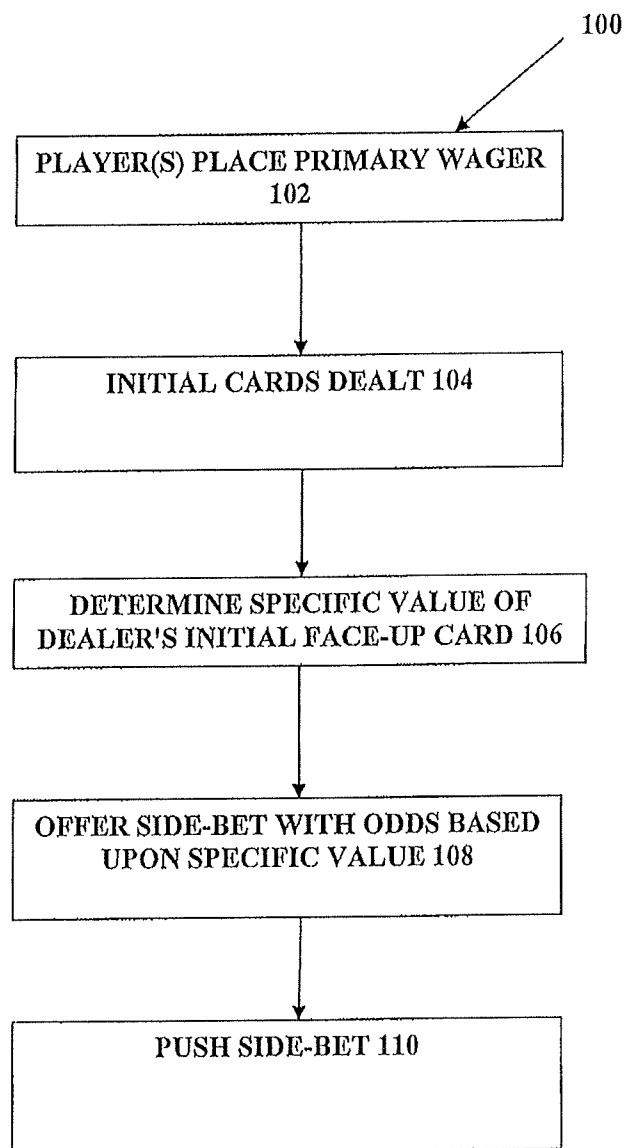 100
PLAYER(S) PLACE PRIMARY WAGER
102
INITIAL CARDS DEALT 104
DETERMINE SPECIFIC VALUE OF
DEALER'S INITIAL FACE-UP CARD 106
OFFER SIDE-BET WITH ODDS BASED
UPON SPECIFIC VALUE 108
PUSH SIDE-BET 110